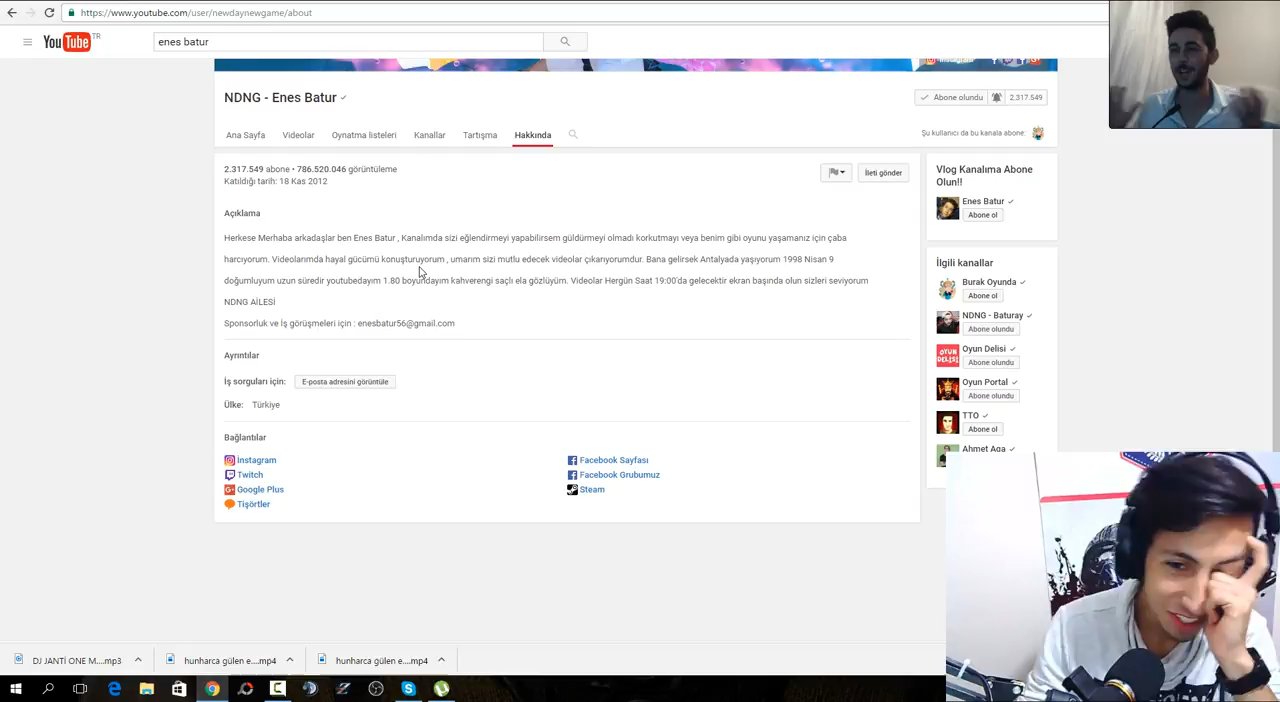 https://www.youtube.com/user/newdaynewgame/about
YouTube TR
enes batur
Instagram
NDNG - Enes Batur
Abone olundu 2.317.549
Ana Sayfa Videolar Oynatma listeleri Kanallar Tartışma Hakkında
Şu kullanıcı da bu kanala abone:
2.317.549 abone • 786.520.046 görüntüleme
Katıldığı tarih: 18 Kas 2012
İleti gönder
Açıklama
Herkese Merhaba arkadaşlar ben Enes Batur , Kanalımda sizi eğlendirmeyi yapabilirsem güldürmeyi olmadı korkutmayı veya benim gibi oyunu yaşamanız için çaba
harcıyorum. Videolarımda hayal gücümü konuşturuyorum , umarım sizi mutlu edecek videolar çıkarıyorumdur. Bana gelirsek Antalyada yaşıyorum 1998 Nisan 9
doğumluyum uzun süredir youtubedayım 1.80 boyundayım kahverengi saçlı ela gözlüyüm. Videolar Hergün Saat 19:00'da gelecektir ekran başında olun sizleri seviyorum
NDNG AİLESİ
Sponsorluk ve İş görüşmeleri için : enesbatur56@gmail.com
Ayrıntılar
İş sorguları için: E-posta adresini görüntüle
Ülke: Türkiye
Bağlantılar
İnstagram
Twitch
Google Plus
Tişörtler
Facebook Sayfası
Facebook Grubumuz
Steam
Vlog Kanalıma Abone
Olun!!
Enes Batur
Abone ol
İlgili kanallar
Burak Oyunda
Abone ol
NDNG - Baturay
Abone olundu
OYUN DELİSİ
Oyun Delisi
Abone olundu
Oyun Portal
Abone olundu
TTO
Abone ol
Ahmet Aga
DJ JANTİ ONE M....mp3
hunharca gülen e....mp4
hunharca gülen e....mp4